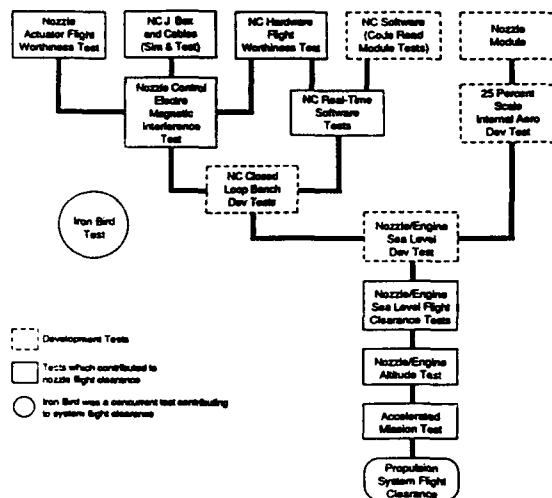 Nozzle
Actuator Flight
Worthiness Test
NC J. Box
and Cables
(Sim & Test)
NC Hardware
Flight
Worthiness Test
NC Software
(Code Read
Module Tests)
Nozzle
Module
Nozzle Control
Electro
Magnetic
Interference
Test
NC Real-Time
Software
Tests
25 Percent
Scale
Internal Aero
Dev Test
NC Closed
Loop Bench
Dev Tests
Iron Bird
Test
Nozzle/Engine
Sea Level
Dev Test
Nozzle/Engine
Sea Level Flight
Clearance Tests
Development Tests
Tests which contributed to
nozzle flight clearance
Iron Bird was a concurrent test contributing
to system flight clearance
Nozzle/Engine
Altitude Test
Accelerated
Mission Test
Propulsion
System Flight
Clearance